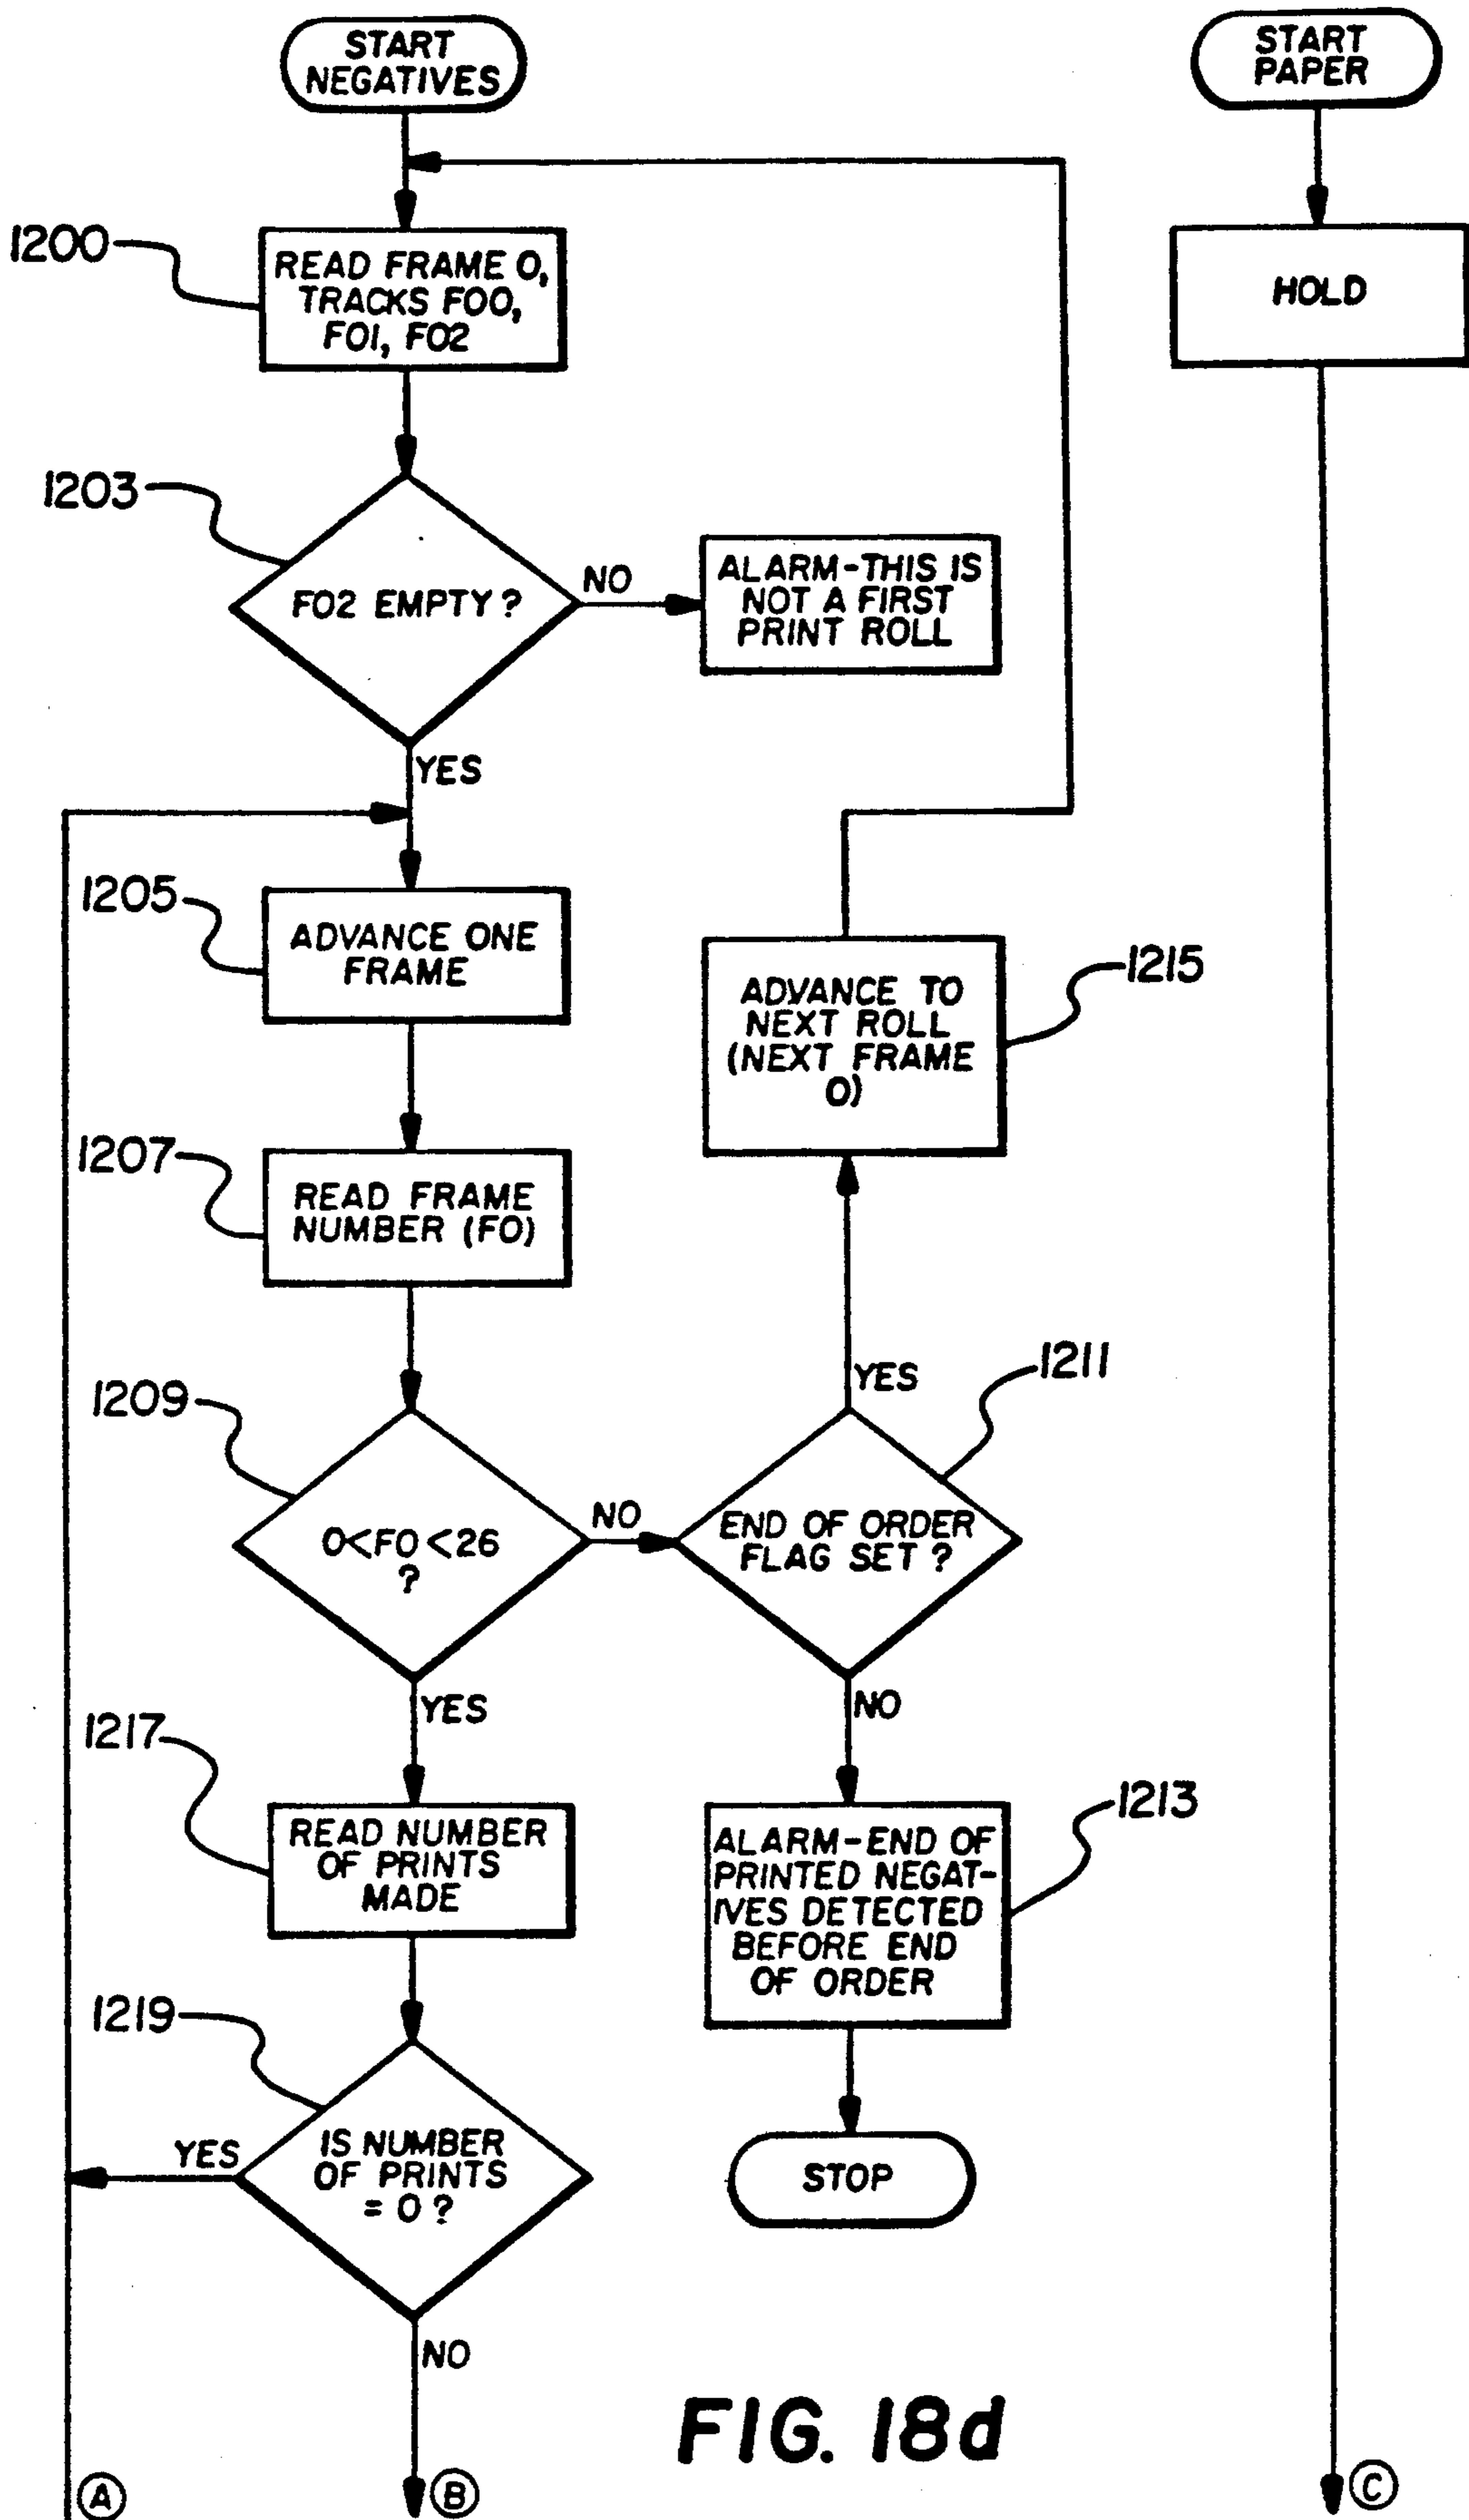 START
NEGATIVES
START
PAPER
1200
READ FRAME 0,
TRACKS F00,
F01, F02
HOLD
1203
F02 EMPTY ?
NO
ALARM-THIS IS
NOT A FIRST
PRINT ROLL
YES
1205
ADVANCE ONE
FRAME
1215
ADVANCE TO
NEXT ROLL
(NEXT FRAME
0)
1207
READ FRAME
NUMBER (F0)
1209
0<F0<26
?
NO
YES
1211
END OF ORDER
FLAG SET ?
YES
NO
1217
READ NUMBER
OF PRINTS
MADE
1213
ALARM-END OF
PRINTED NEGAT-
IVES DETECTED
BEFORE END
OF ORDER
1219
YES
IS NUMBER
OF PRINTS
= 0 ?
STOP
NO
FIG. 18d
A
B
C